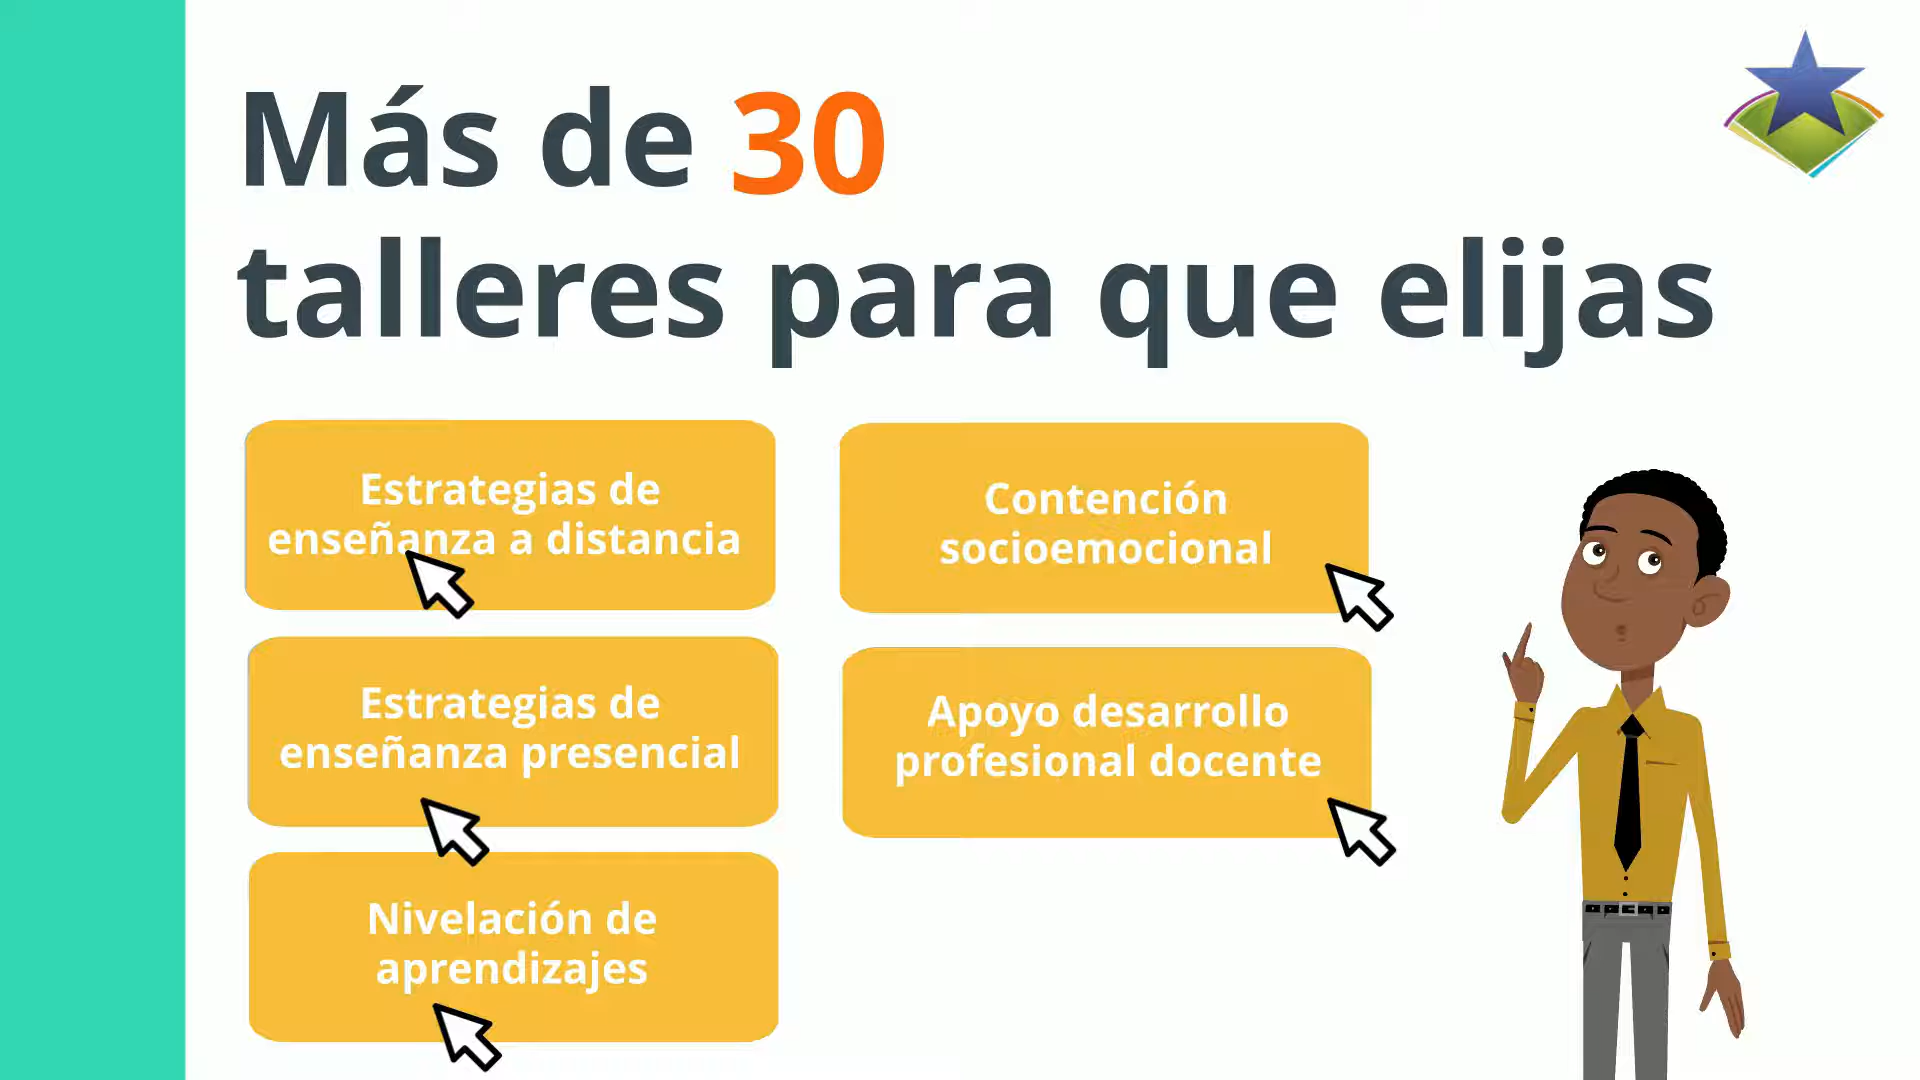 Más de 30
talleres para que elijas
Estrategias de
enseñanza a distancia
Contención
socioemocional
Estrategias de
enseñanza presencial
Apoyo desarrollo
profesional docente
Nivelación de
aprendizajes